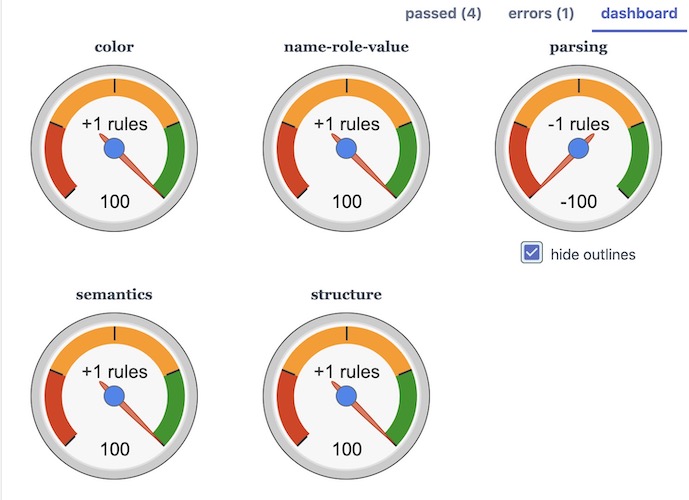 passed (4) errors (1) dashboard
color name-role-value parsing
+1 rules +1 rules -1 rules
100 100 -100
hide outlines
semantics structure
+1 rules +1 rules
100 100